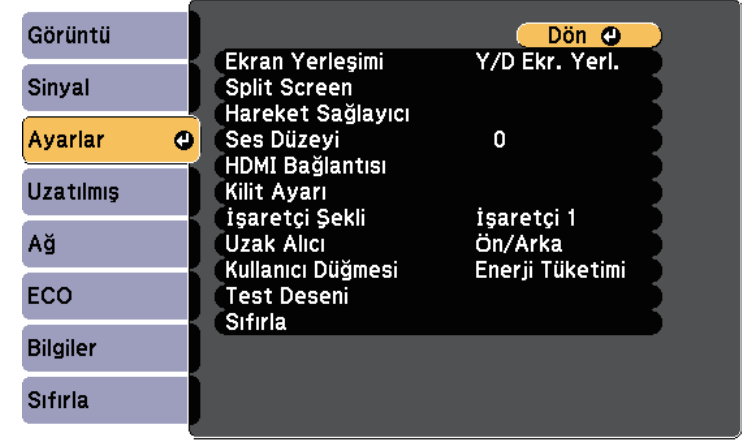 Görüntü
Sinyal
Ayarlar
Uzatılmış
Ağ
ECO
Bilgiler
Sıfırla
Dön
Ekran Yerleşimi Y/D Ekr. Yerl.
Split Screen
Hareket Sağlayıcı
Ses Düzeyi 0
HDMI Bağlantısı
Kilit Ayarı
İşaretçi Şekli İşaretçi 1
Uzak Alıcı Ön/Arka
Kullanıcı Düğmesi Enerji Tüketimi
Test Deseni
Sıfırla